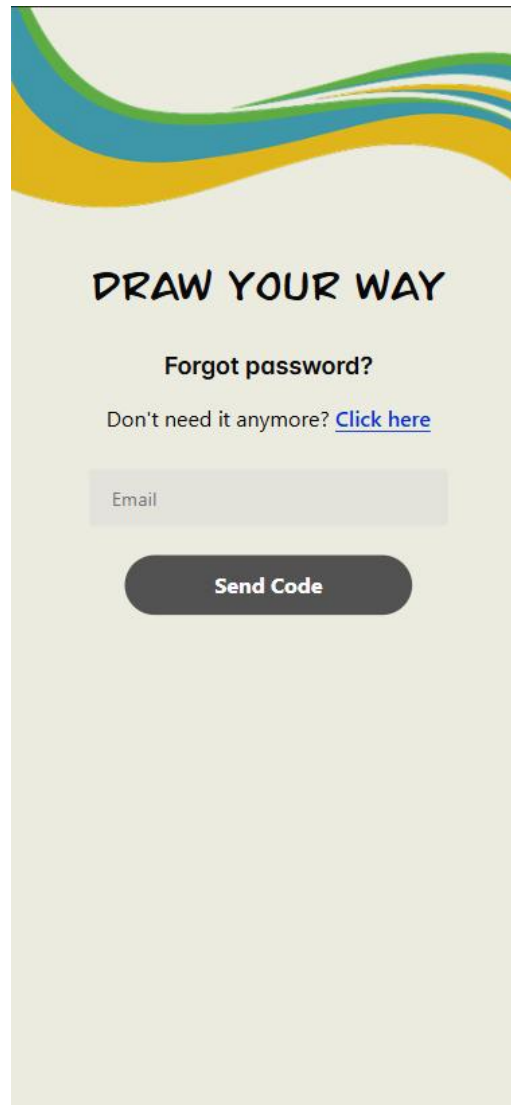 DRAW YOUR WAY
Forgot password?
Don't need it anymore? Click here
Email
Send Code